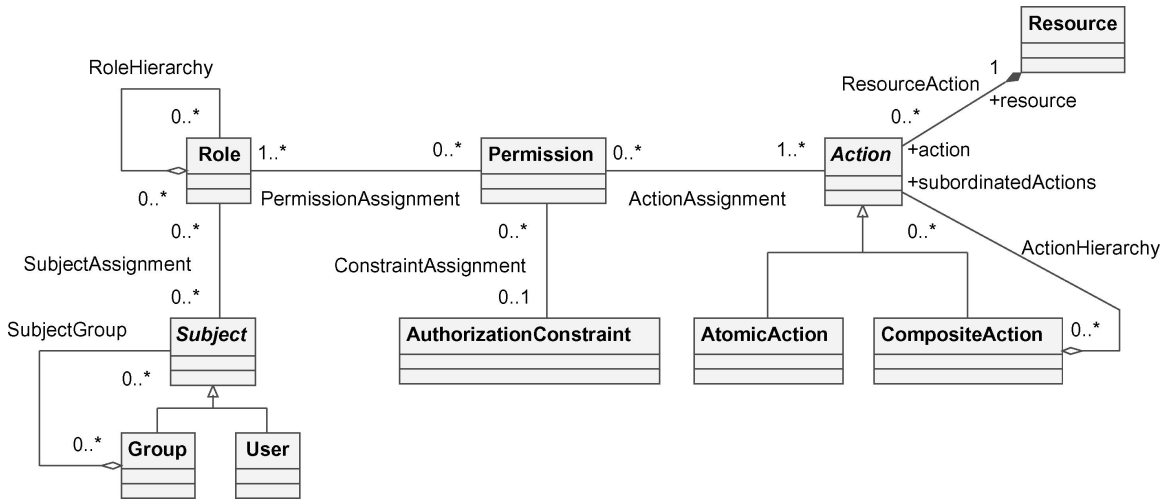 Resource
RoleHierarchy
1
ResourceAction
+resource
0..*
0..*
Role
1..*
0..*
Permission
0..*
1..*
Action
+action
+subordinatedActions
0..*
PermissionAssignment
ActionAssignment
0..*
0..*
0..*
ActionHierarchy
SubjectAssignment
ConstraintAssignment
0..*
0..1
SubjectGroup
Subject
AuthorizationConstraint
AtomicAction
CompositeAction
0..*
0..*
0..*
Group
User